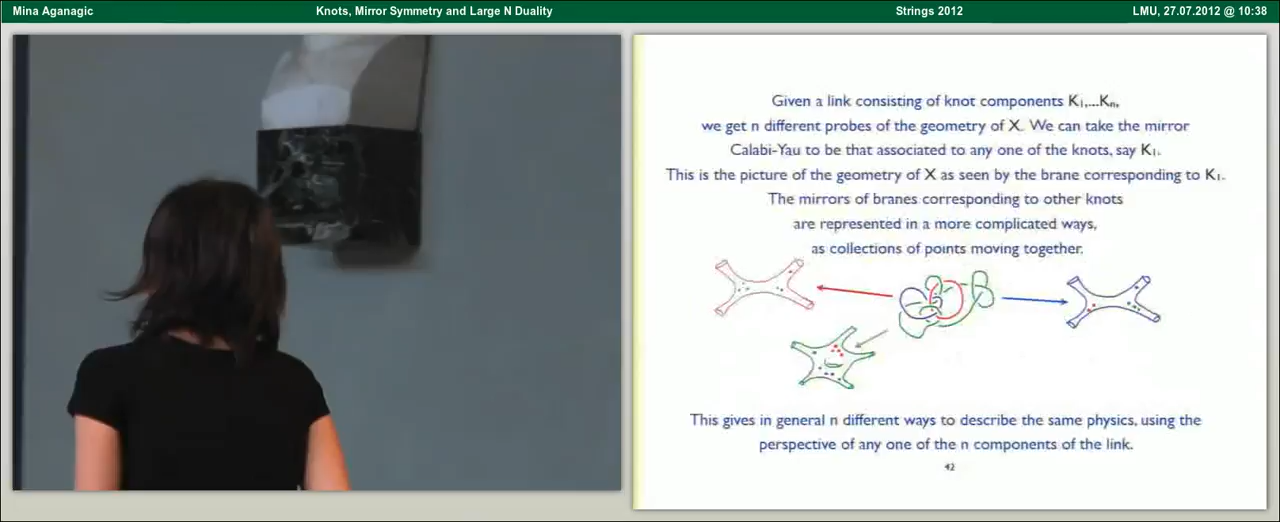 Mina Aganagic Knots, Mirror Symmetry and Large N Duality Strings 2012 LMU, 27.07.2012 @ 10:38
Given a link consisting of knot components K1,...Kn,
we get n different probes of the geometry of X. We can take the mirror
Calabi-Yau to be that associated to any one of the knots, say K1.
This is the picture of the geometry of X as seen by the brane corresponding to K1.
The mirrors of branes corresponding to other knots
are represented in a more complicated ways,
as collections of points moving together.
This gives in general n different ways to describe the same physics, using the
perspective of any one of the n components of the link.
42